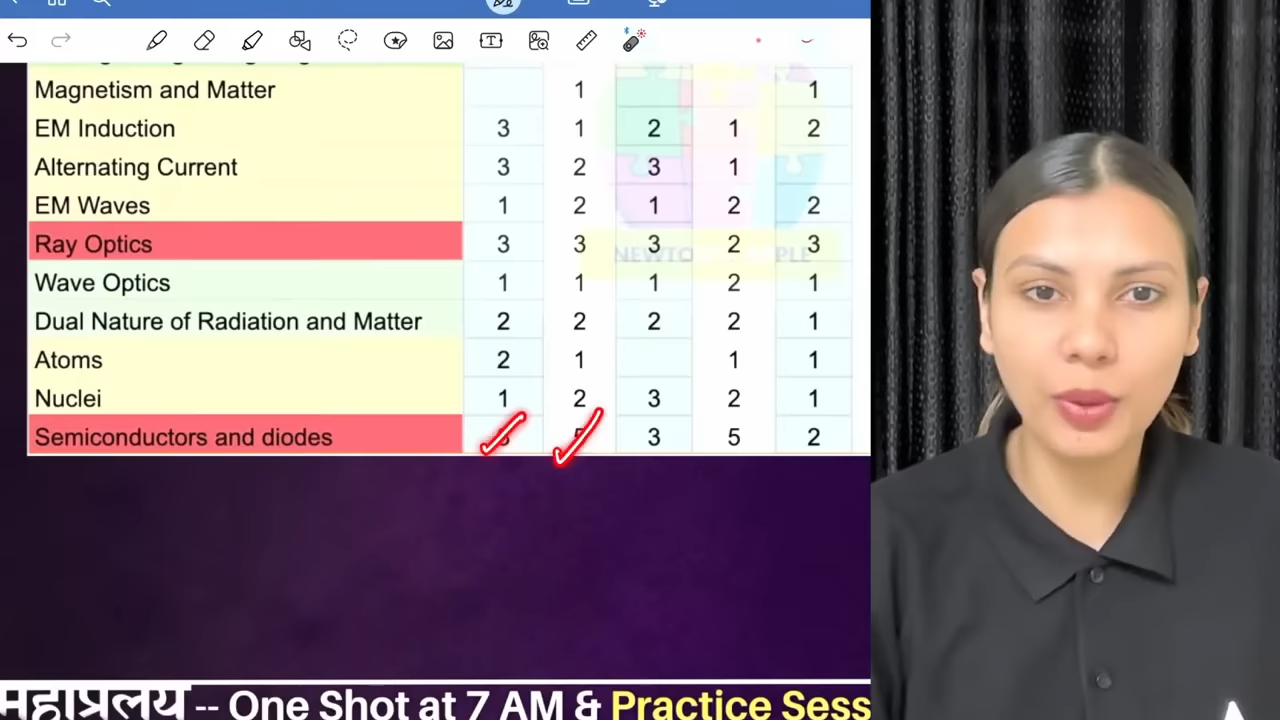 Magnetism and Matter 1 1
EM Induction 3 1 2 1 2
Alternating Current 3 2 3 1
EM Waves 1 2 1 2 2
Ray Optics 3 3 3 2 3
Wave Optics 1 1 1 2 1
Dual Nature of Radiation and Matter 2 2 2 2 1
Atoms 2 1 1 1
Nuclei 1 2 3 2 1
Semiconductors and diodes 3 5 2
महाप्रलय -- One Shot at 7 AM & Practice Sess